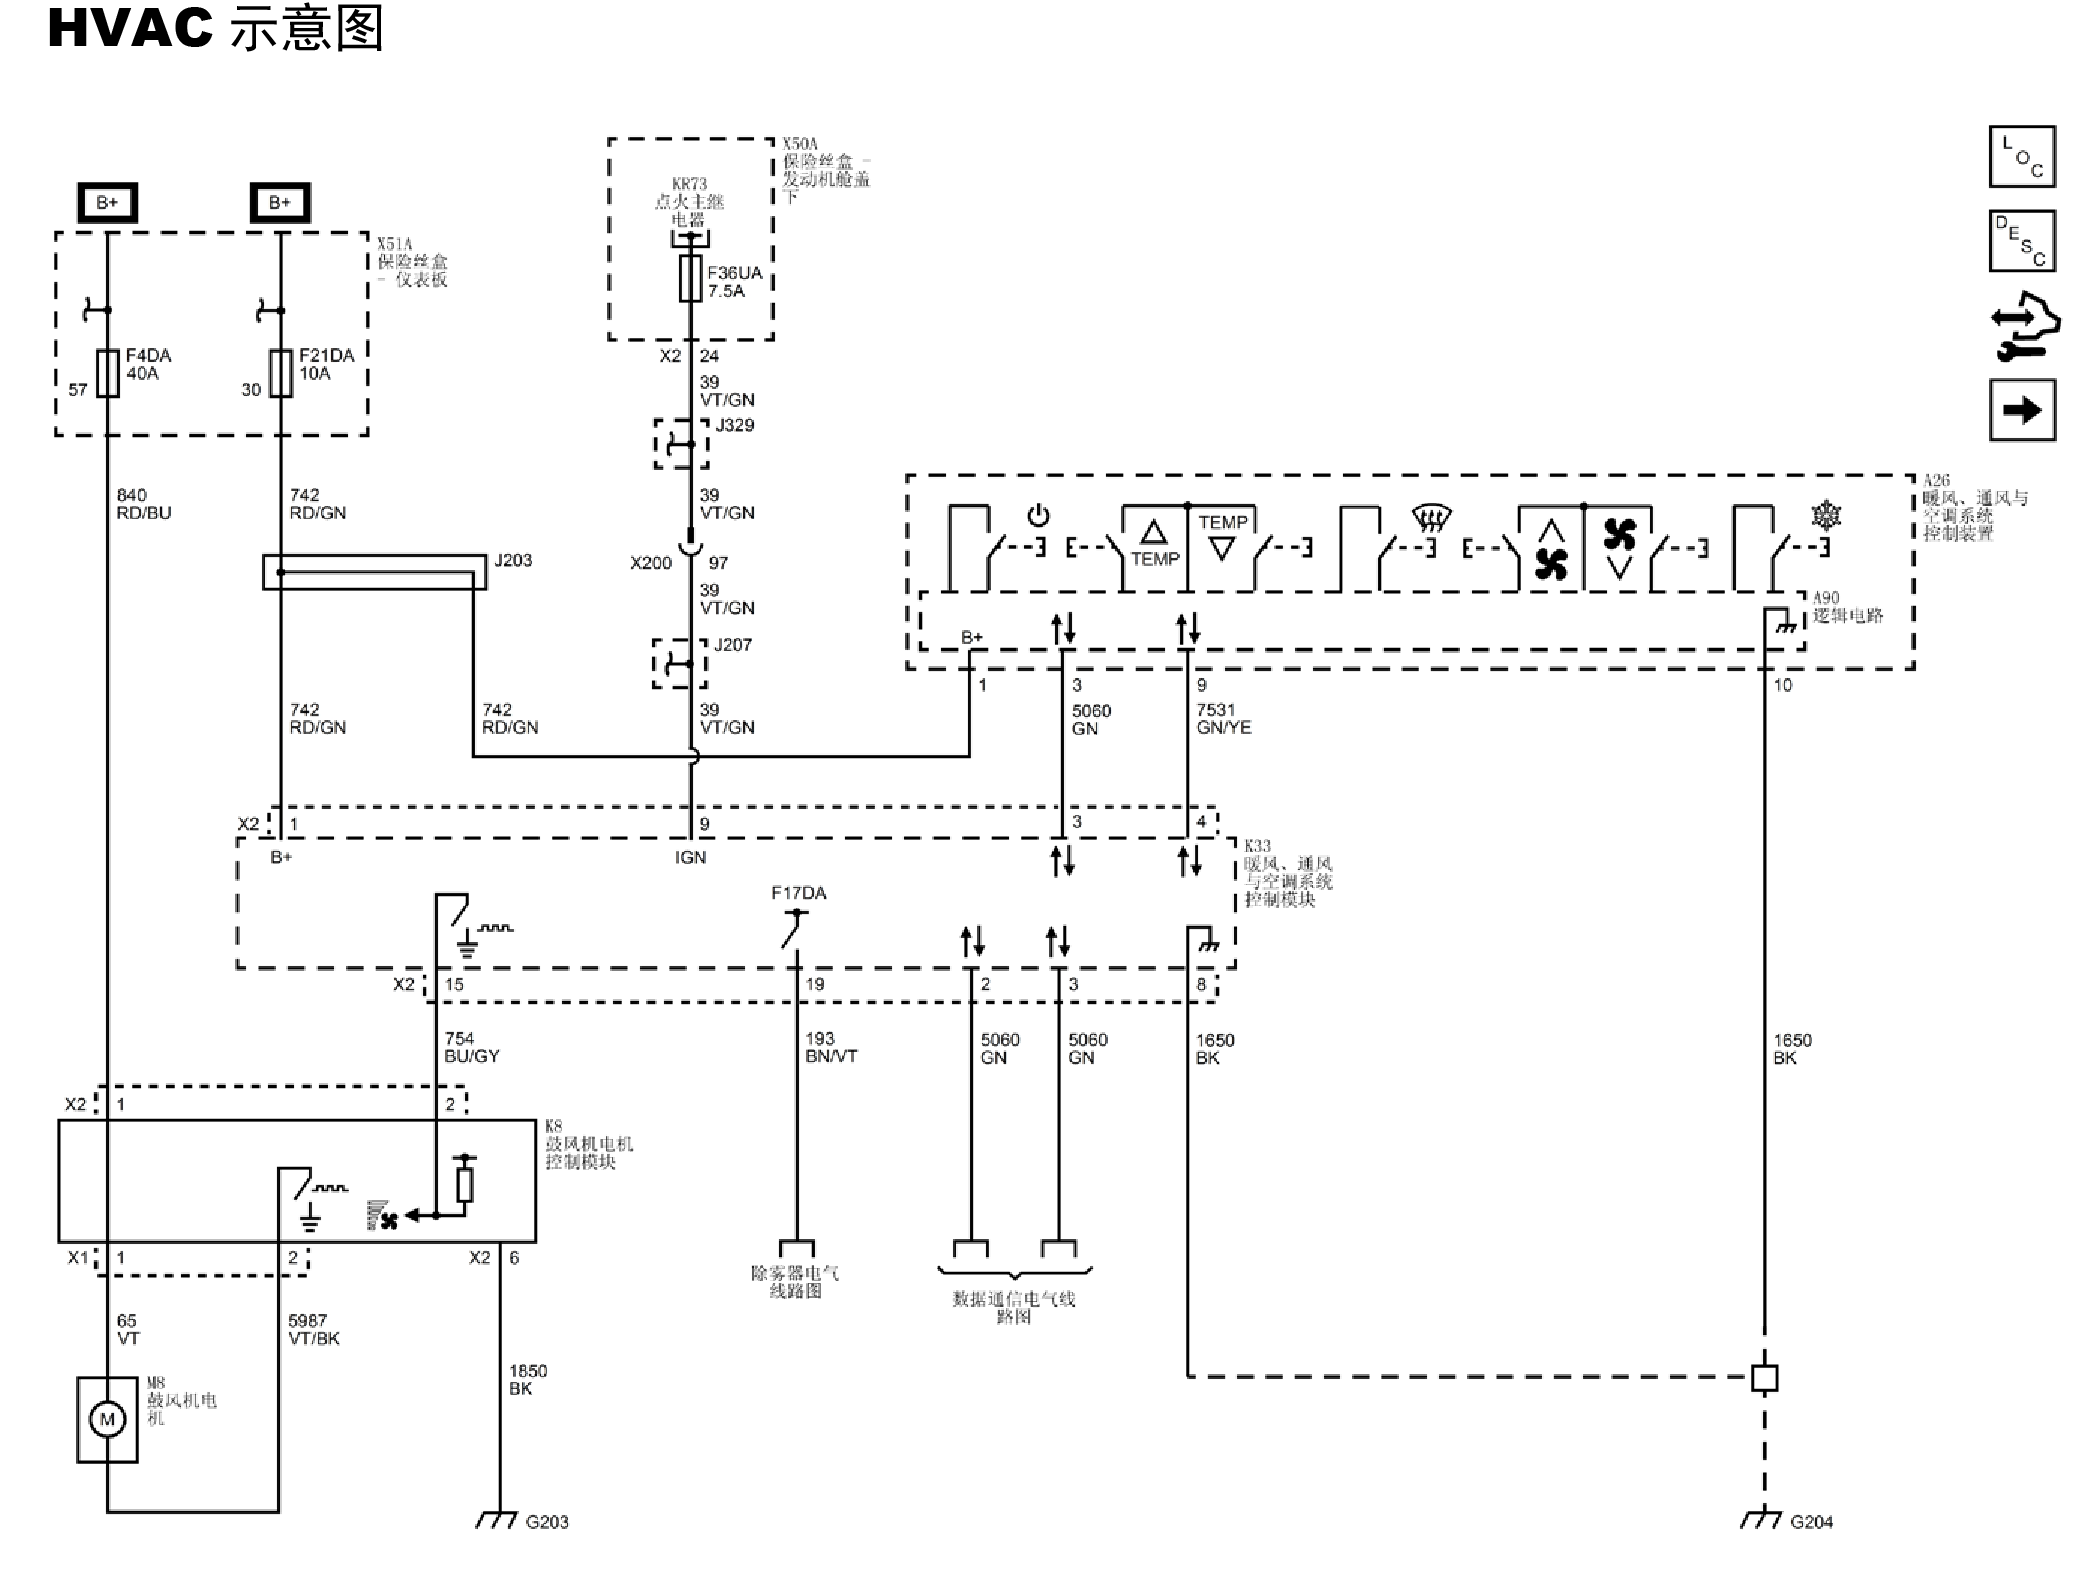 HVAC 示意图
X50A
保险丝盒 -
发动机舱盖
下
KR73
点火主继
电器
F36UA
7.5A
B+
B+
X51A
保险丝盒
- 仪表板
F4DA
40A
57
F21DA
10A
30
L
O
C
D
E
S
C
X2
24
39
VT/GN
J329
39
VT/GN
840
RD/BU
742
RD/GN
J203
X200
97
39
VT/GN
J207
39
VT/GN
742
RD/GN
742
RD/GN
A26
暖风、通风与
空调系统
控制装置
TEMP
TEMP
A90
逻辑电路
B+
1
3
9
10
5060
GN
7531
GN/YE
X2
1
9
3
4
B+
IGN
K33
暖风、通风
与空调系统
控制模块
F17DA
X2
15
19
2
3
8
754
BU/GY
193
BN/VT
5060
GN
5060
GN
1650
BK
1650
BK
X2
1
2
K8
鼓风机电机
控制模块
X1
1
2
X2
6
除雾器电气
线路图
数据通信电气线
路图
65
VT
5987
VT/BK
1850
BK
M8
鼓风机电
机
M
G203
G204